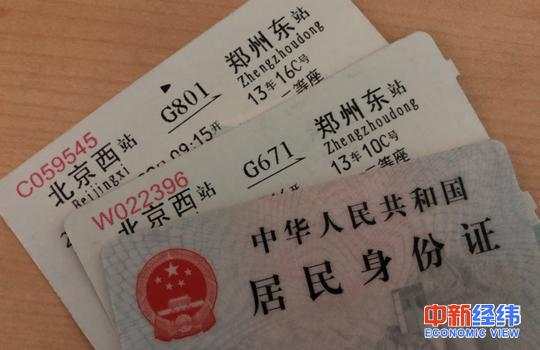 C059545
北京西站
Beijingxi
G801
郑州东站
Zhengzhoudong
09:15开
13车16C号
二等座
W022396
北京西站
G671
郑州东站
Zhengzhoudong
13车10C号
二等座
中华人民共和国
居民身份证
中新经纬
ECONOMIC VIEW